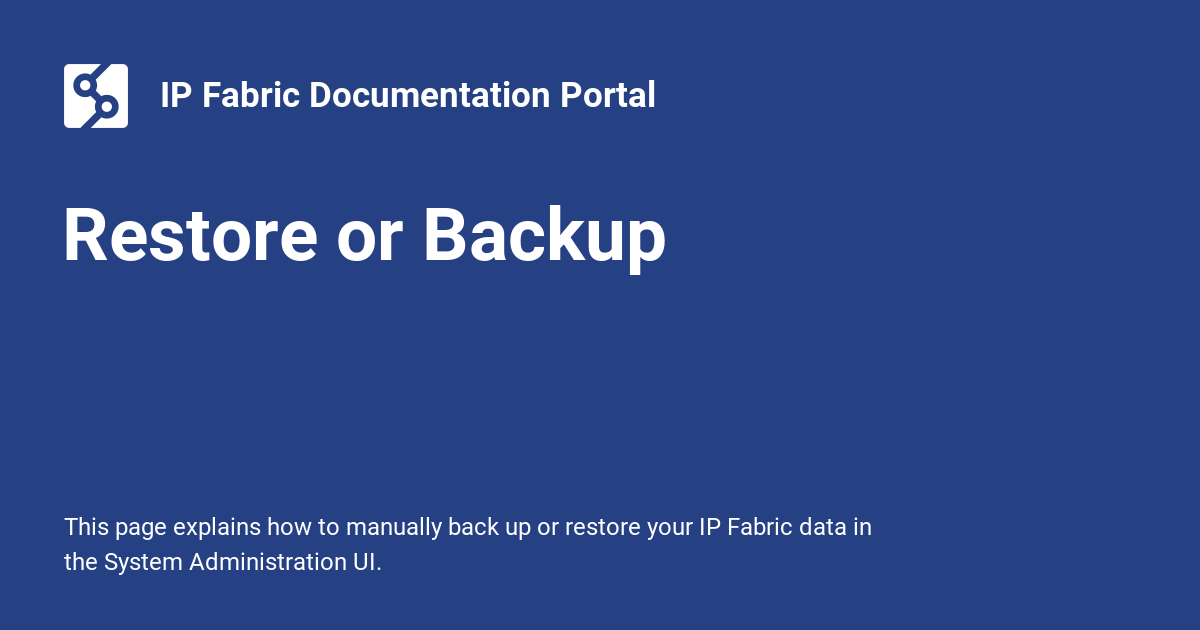 IP Fabric Documentation Portal
Restore or Backup
This page explains how to manually back up or restore your IP Fabric data in
the System Administration UI.